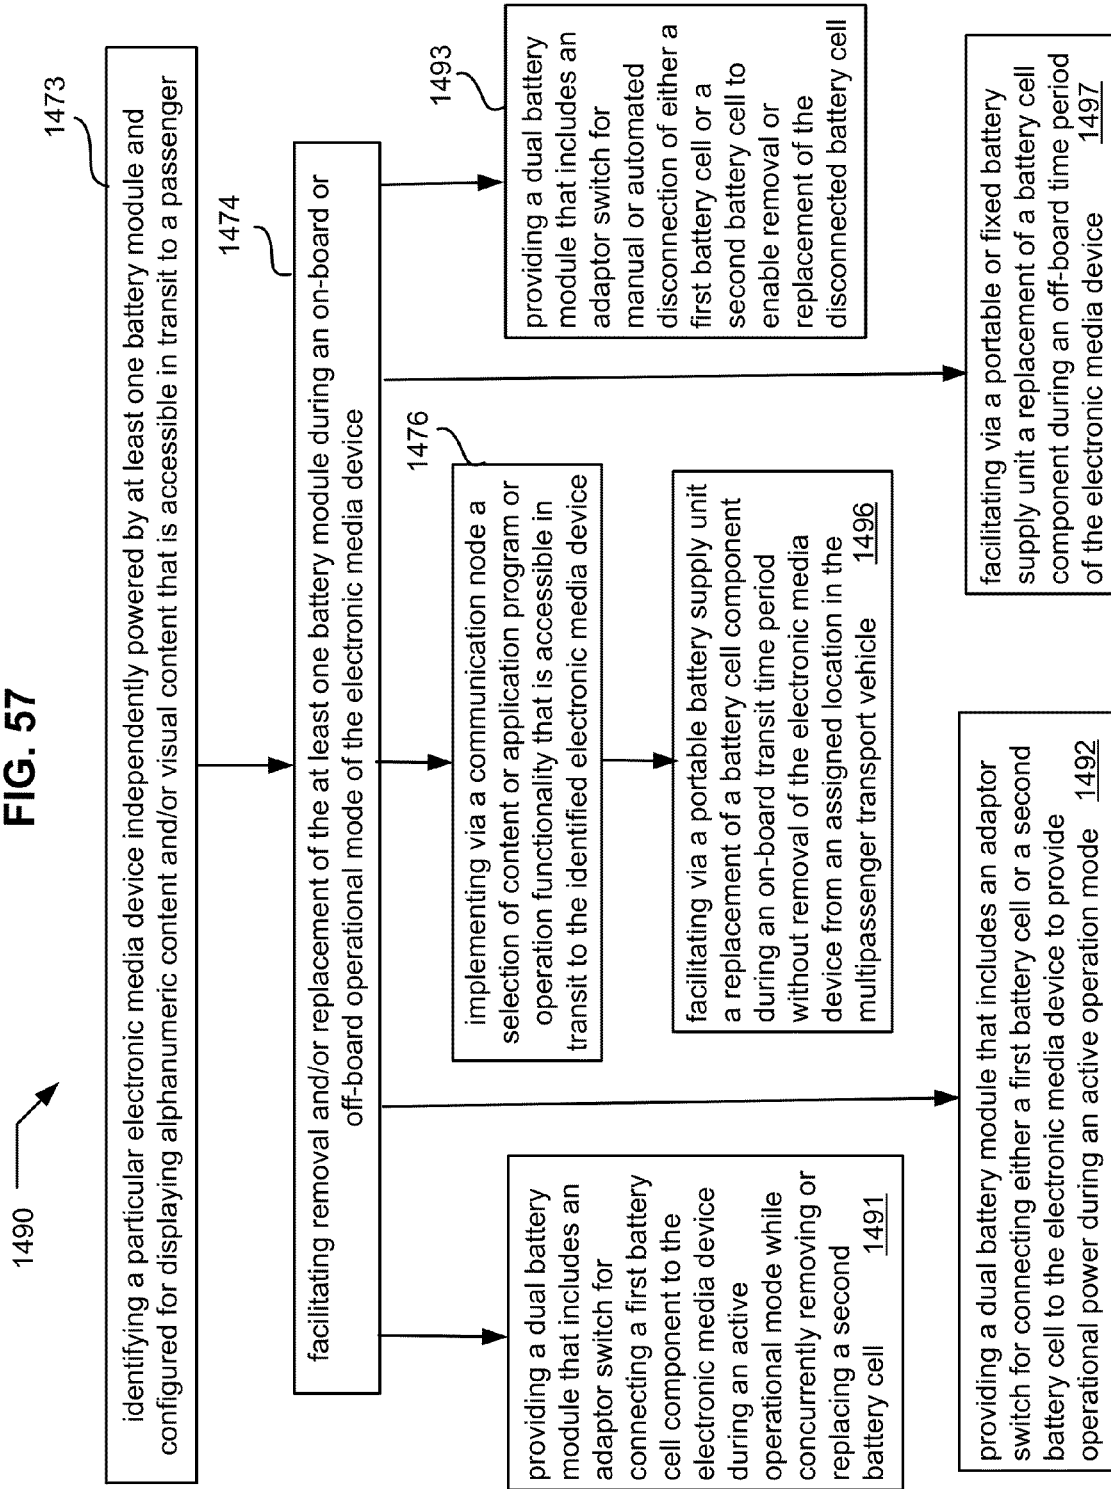 FIG. 57
1490
1473
identifying a particular electronic media device independently powered by at least one battery module and
configured for displaying alphanumeric content and/or visual content that is accessible in transit to a passenger
1474
facilitating removal and/or replacement of the at least one battery module during an on-board or
off-board operational mode of the electronic media device
providing a dual battery
module that includes an
adaptor switch for
connecting a first battery
cell component to the
electronic media device
during an active
operational mode while
concurrently removing or
replacing a second
battery cell 1491
1476
implementing via a communication node a
selection of content or application program or
operation functionality that is accessible in
transit to the identified electronic media device
1493
providing a dual battery
module that includes an
adaptor switch for
manual or automated
disconnection of either a
first battery cell or a
second battery cell to
enable removal or
replacement of the
disconnected battery cell
facilitating via a portable battery supply unit
a replacement of a battery cell component
during an on-board transit time period
without removal of the electronic media
device from an assigned location in the
multipassenger transport vehicle 1496
providing a dual battery module that includes an adaptor
switch for connecting either a first battery cell or a second
battery cell to the electronic media device to provide
operational power during an active operation mode 1492
facilitating via a portable or fixed battery
supply unit a replacement of a battery cell
component during an off-board time period
of the electronic media device 1497